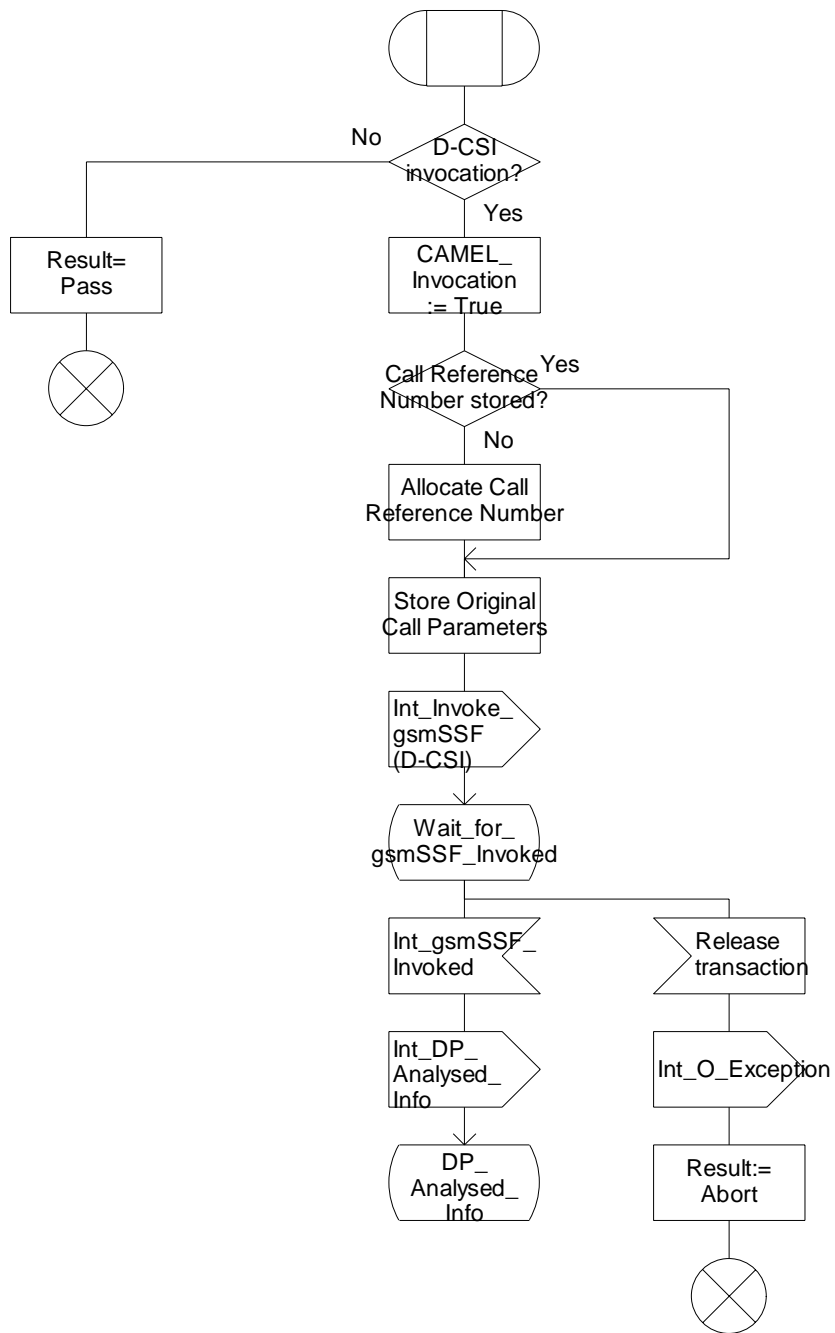 No
D-CSI
invocation?
Yes
Result=
Pass
CAMEL_
Invocation
:= True
Call Reference
Number stored?
Yes
No
Allocate Call
Reference Number
Store Original
Call Parameters
Int_Invoke_
gsmSSF
(D-CSI)
Wait_for_
gsmSSF_Invoked
Int_gsmSSF_
Invoked
Release
transaction
Int_DP_
Analysed_
Info
Int_O_Exception
DP_
Analysed_
Info
Result:=
Abort